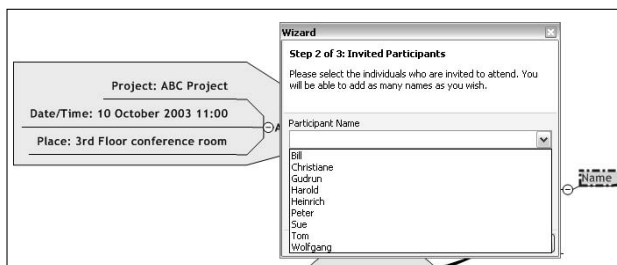 Wizard
Step 2 of 3: Invited Participants
Please select the individuals who are invited to attend. You
will be able to add as many names as you wish.
Project: ABC Project
Date/Time: 10 October 2003 11:00
Place: 3rd Floor conference room
Participant Name
Bill
Christiane
Gudrun
Harold
Heinrich
Peter
Sue
Tom
Wolfgang
Name